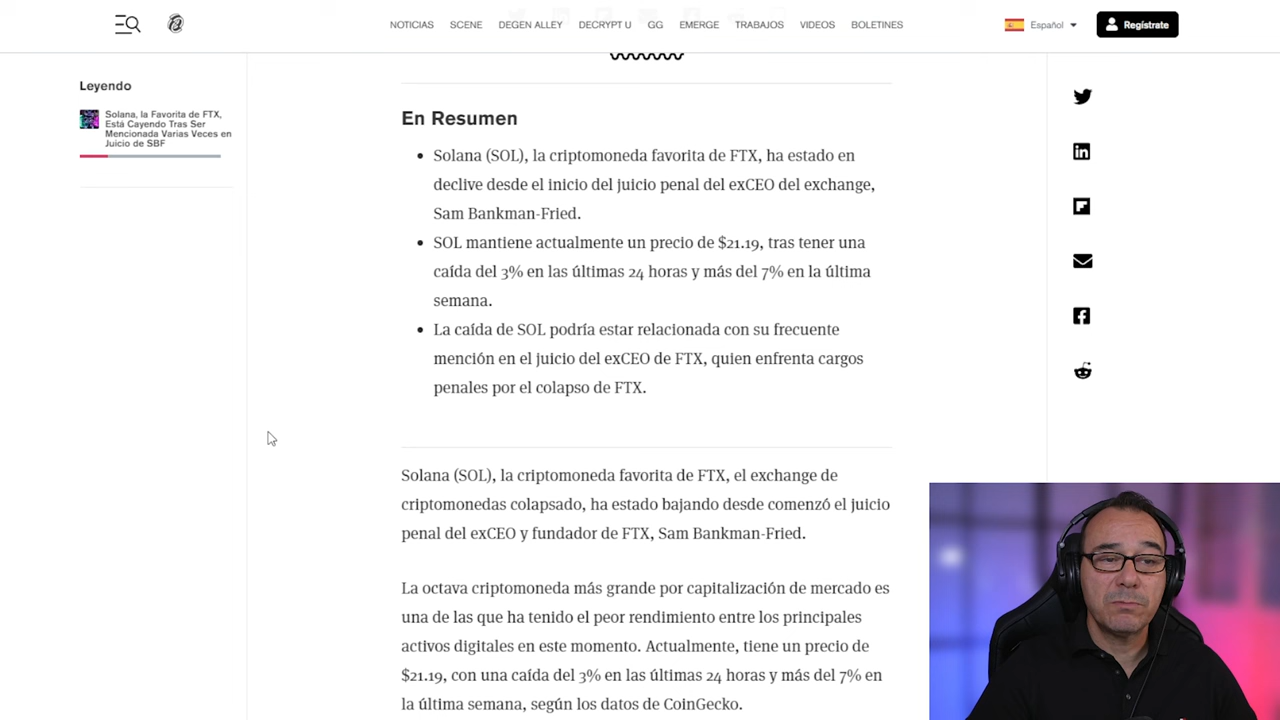 NOTICIAS SCENE DEGEN ALLEY DECRYPT U GG EMERGE TRABAJOS VIDEOS BOLETINES Español Regístrate
Leyendo
Solana, la Favorita de FTX,
Está Cayendo Tras Ser
Mencionada Varias Veces en
Juicio de SBF
En Resumen
Solana (SOL), la criptomoneda favorita de FTX, ha estado en
declive desde el inicio del juicio penal del exCEO del exchange,
Sam Bankman-Fried.
SOL mantiene actualmente un precio de $21.19, tras tener una
caída del 3% en las últimas 24 horas y más del 7% en la última
semana.
La caída de SOL podría estar relacionada con su frecuente
mención en el juicio del exCEO de FTX, quien enfrenta cargos
penales por el colapso de FTX.
Solana (SOL), la criptomoneda favorita de FTX, el exchange de
criptomonedas colapsado, ha estado bajando desde comenzó el juicio
penal del exCEO y fundador de FTX, Sam Bankman-Fried.
La octava criptomoneda más grande por capitalización de mercado es
una de las que ha tenido el peor rendimiento entre los principales
activos digitales en este momento. Actualmente, tiene un precio de
$21.19, con una caída del 3% en las últimas 24 horas y más del 7% en
la última semana, según los datos de CoinGecko.